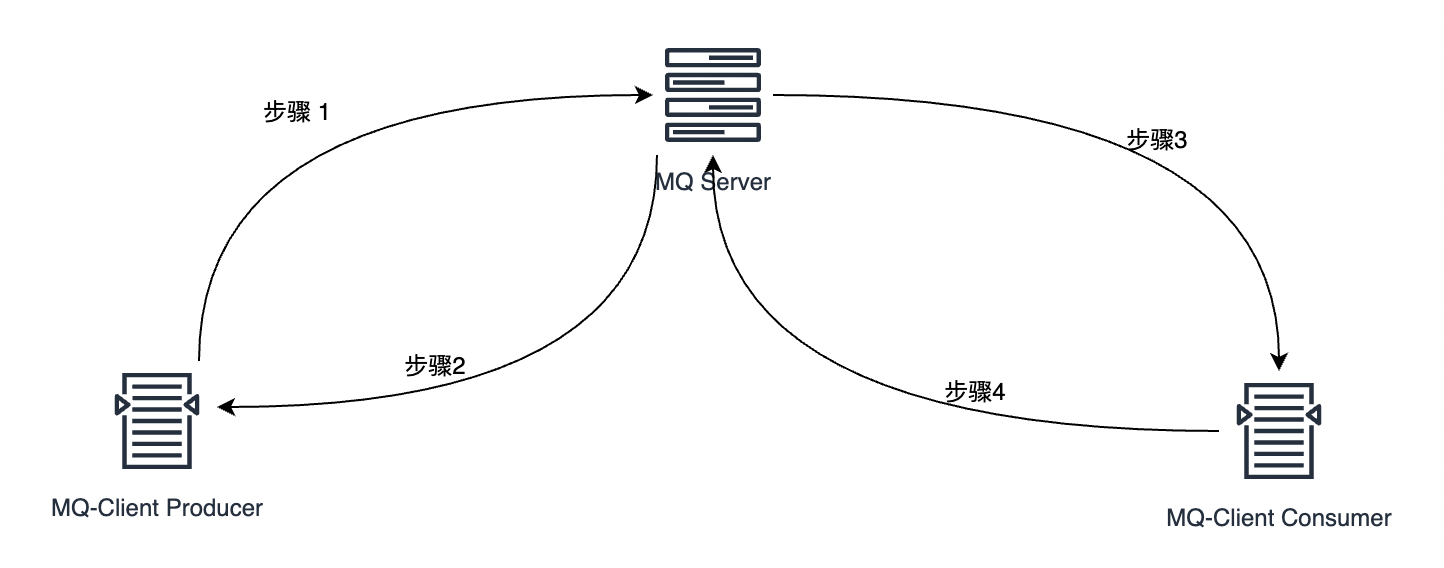 步骤 1
步骤3
MQ Server
步骤2
步骤4
MQ-Client Producer
MQ-Client Consumer